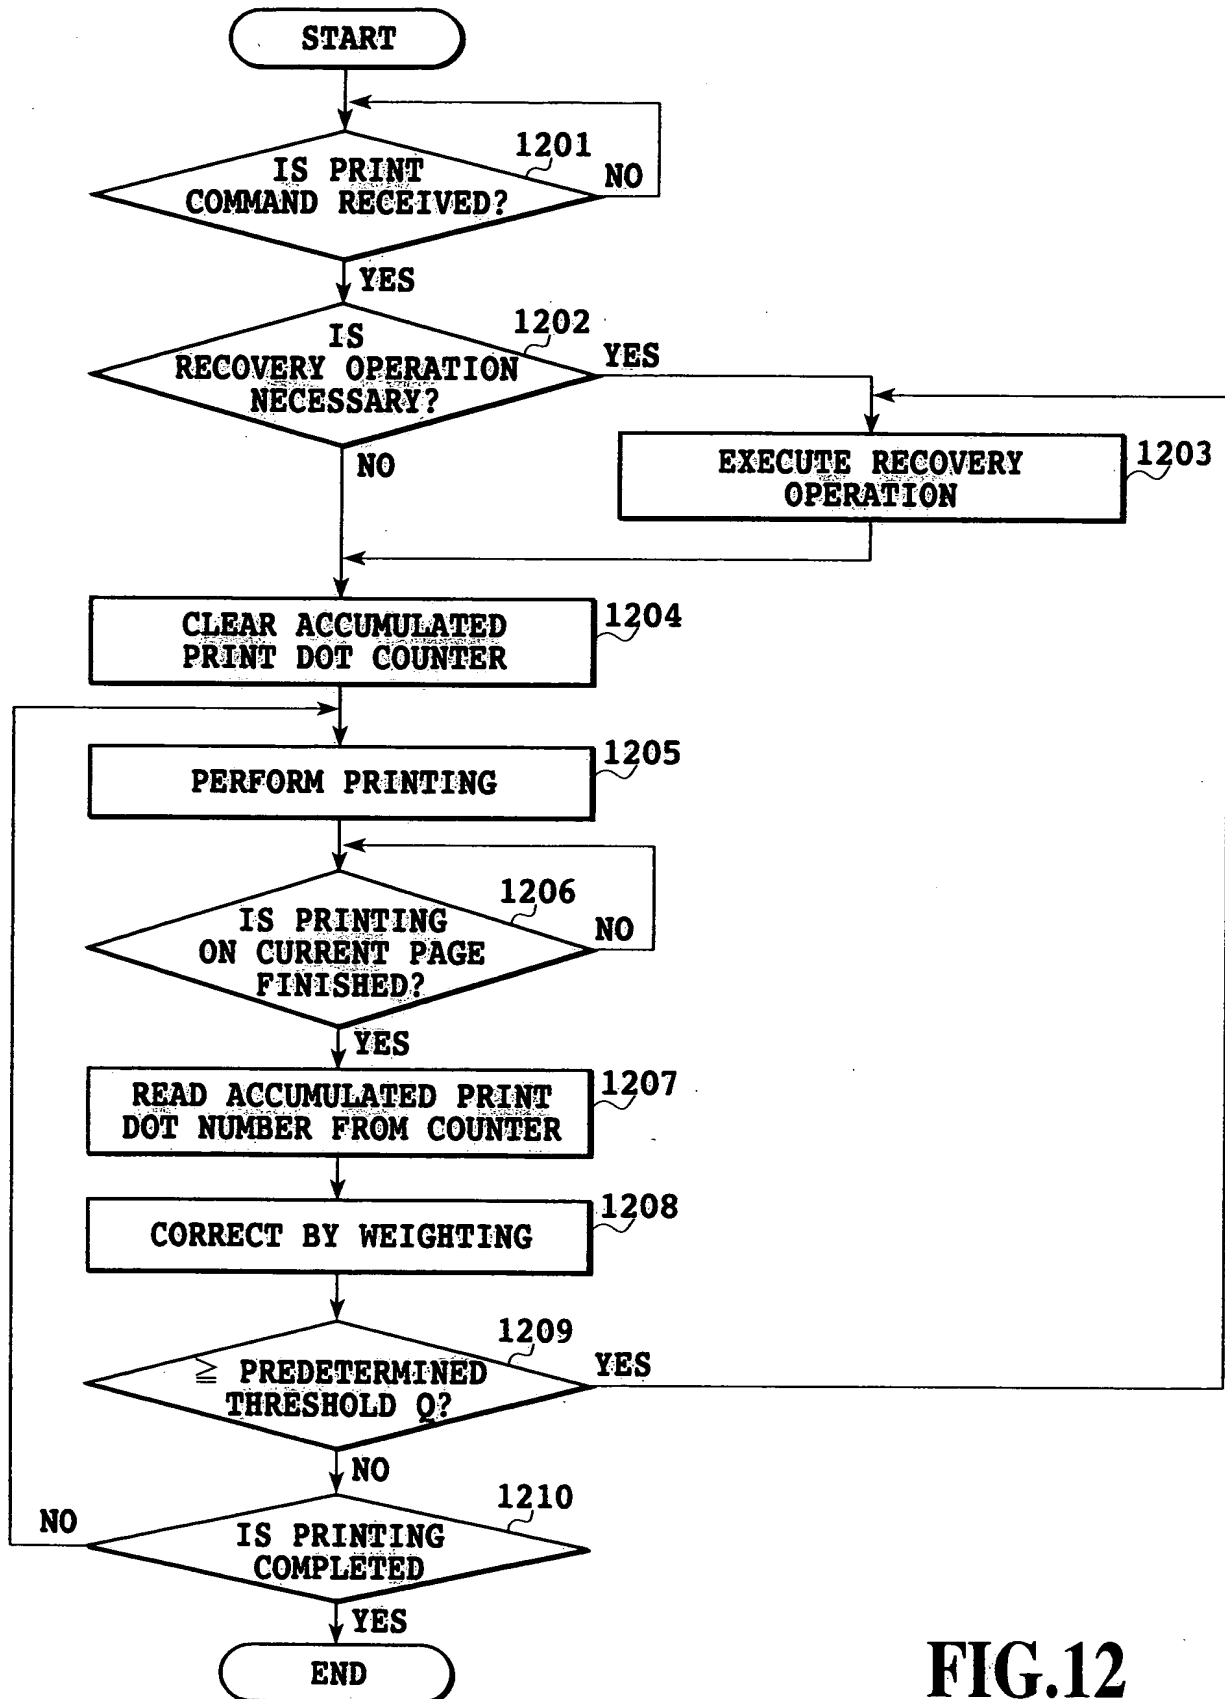 START
1201
IS PRINT
COMMAND RECEIVED?
NO
YES
1202
IS
RECOVERY OPERATION
NECESSARY?
YES
NO
1203
EXECUTE RECOVERY
OPERATION
1204
CLEAR ACCUMULATED
PRINT DOT COUNTER
1205
PERFORM PRINTING
1206
IS PRINTING
ON CURRENT PAGE
FINISHED?
NO
YES
1207
READ ACCUMULATED PRINT
DOT NUMBER FROM COUNTER
1208
CORRECT BY WEIGHTING
1209
≧ PREDETERMINED
THRESHOLD Q?
YES
NO
1210
NO
IS PRINTING
COMPLETED
YES
END
FIG.12